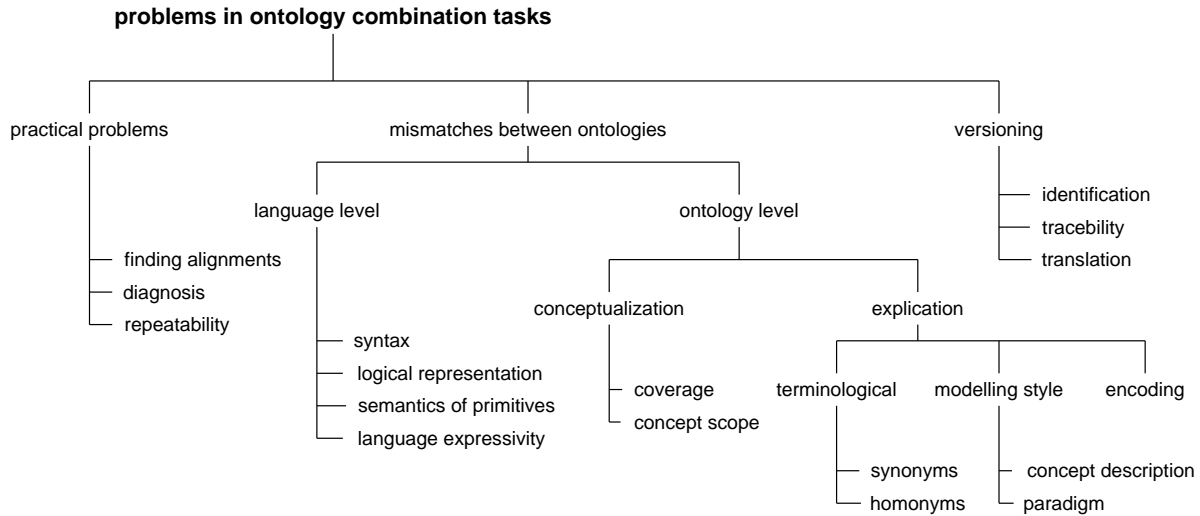 problems in ontology combination tasks
practical problems
mismatches between ontologies
versioning
language level
ontology level
identification
tracebility
translation
finding alignments
diagnosis
repeatability
conceptualization
explication
syntax
logical representation
semantics of primitives
language expressivity
coverage
concept scope
terminological
modelling style
encoding
synonyms
homonyms
concept description
paradigm